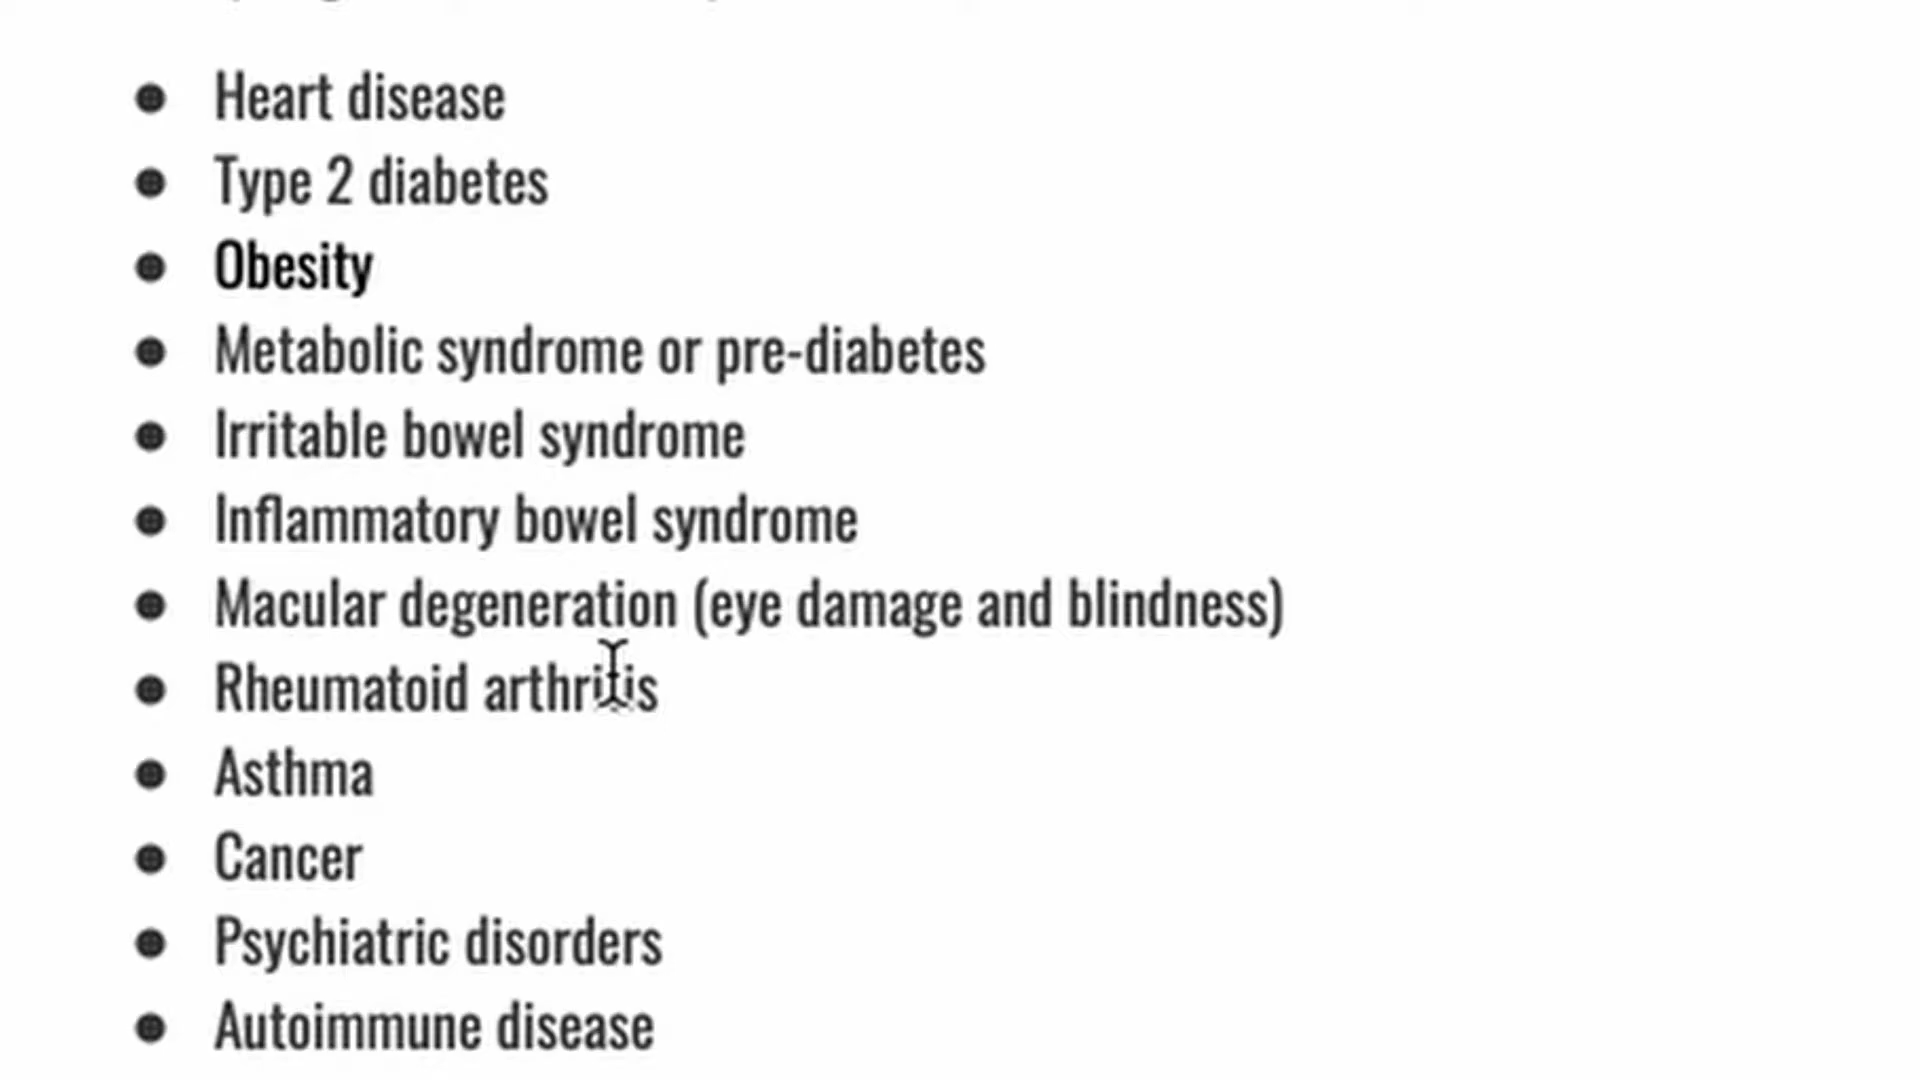 ● Heart disease
● Type 2 diabetes
● Obesity
● Metabolic syndrome or pre-diabetes
● Irritable bowel syndrome
● Inflammatory bowel syndrome
● Macular degeneration (eye damage and blindness)
● Rheumatoid arthritis
● Asthma
● Cancer
● Psychiatric disorders
● Autoimmune disease